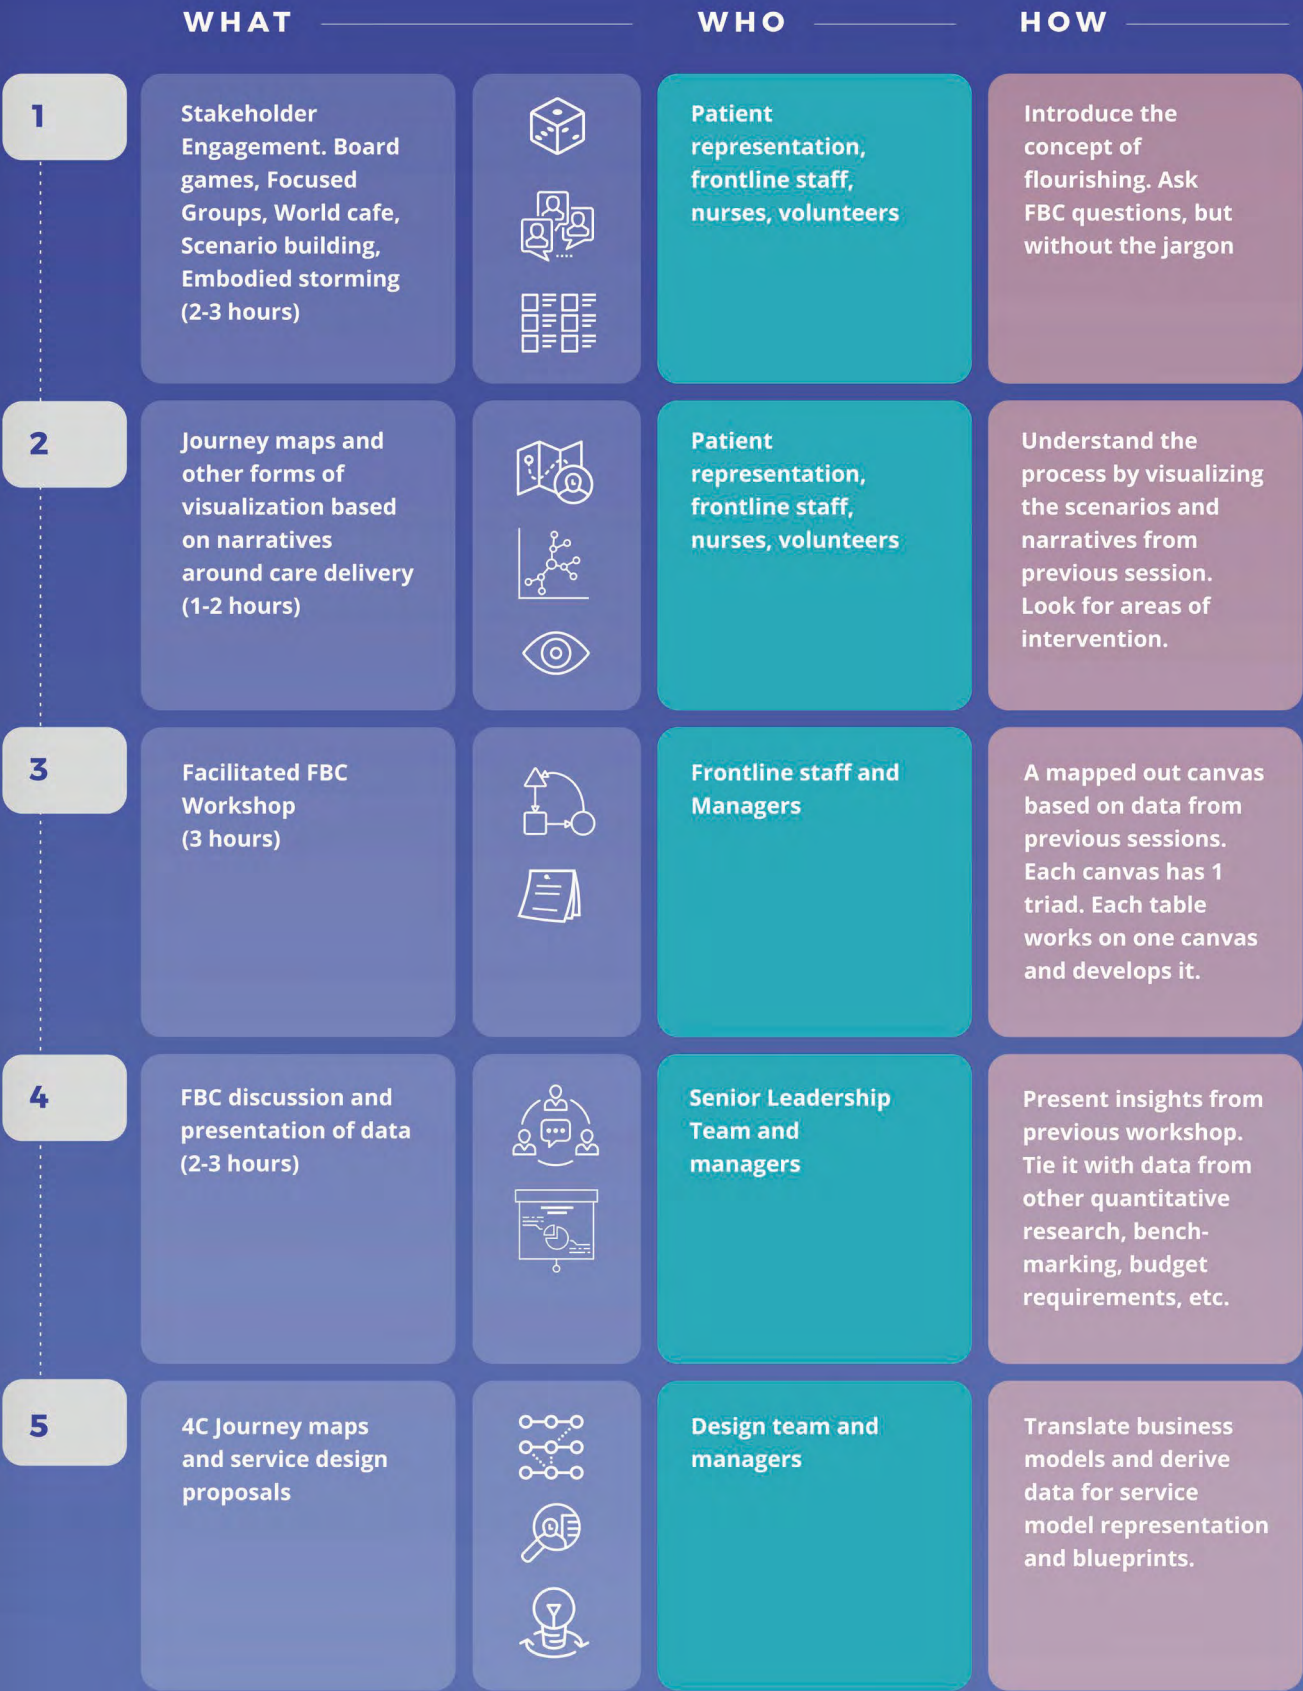 WHAT
WHO
HOW
1
Stakeholder
Engagement. Board
games, Focused
Groups, World cafe,
Scenario building,
Embodied storming
(2-3 hours)
Patient
representation,
frontline staff,
nurses, volunteers
Introduce the
concept of
flourishing. Ask
FBC questions, but
without the jargon
2
Journey maps and
other forms of
visualization based
on narratives
around care delivery
(1-2 hours)
Patient
representation,
frontline staff,
nurses, volunteers
Understand the
process by visualizing
the scenarios and
narratives from
previous session.
Look for areas of
intervention.
3
Facilitated FBC
Workshop
(3 hours)
Frontline staff and
Managers
A mapped out canvas
based on data from
previous sessions.
Each canvas has 1
triad. Each table
works on one canvas
and develops it.
4
FBC discussion and
presentation of data
(2-3 hours)
Senior Leadership
Team and
managers
Present insights from
previous workshop.
Tie it with data from
other quantitative
research, bench-
marking, budget
requirements, etc.
5
4C Journey maps
and service design
proposals
Design team and
managers
Translate business
models and derive
data for service
model representation
and blueprints.